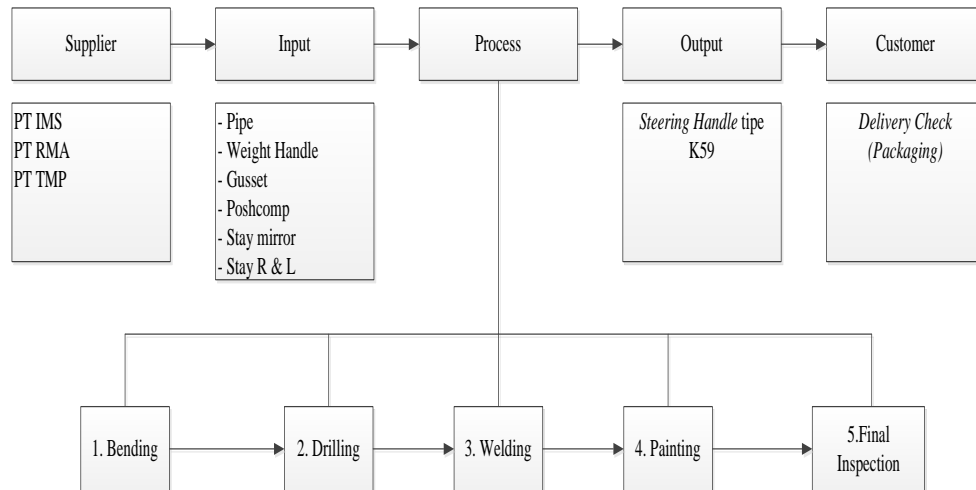 Supplier
Input
Process
Output
Customer
PT IMS
PT RMA
PT TMP
- Pipe
- Weight Handle
- Gusset
- Poshcomp
- Stay mirror
- Stay R & L
Steering Handle tipe
K59
Delivery Check
(Packaging)
1. Bending
2. Drilling
3. Welding
4. Painting
5.Final
Inspection